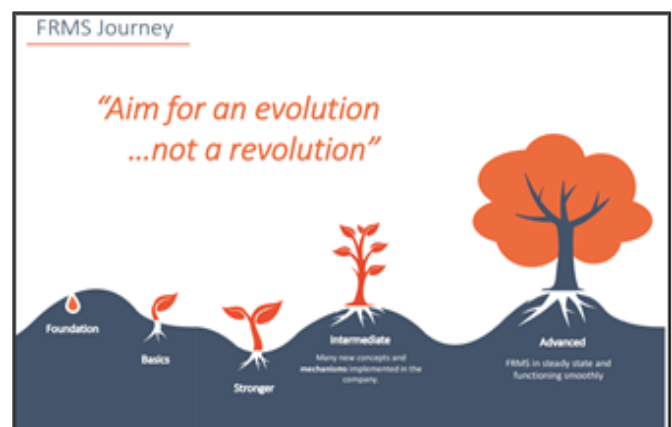 FRMS Journey
“Aim for an evolution
...not a revolution”
Foundation
Basics
Stronger
Intermediate
Many new concepts and
mechanisms implemented in the
company.
Advanced
FRMS in steady state and
functioning smoothly